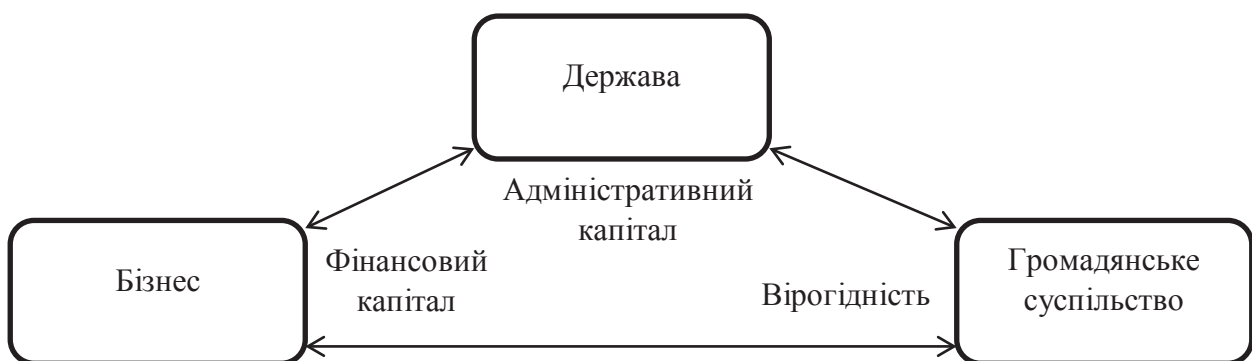 Держава
Адміністративний
капітал
Бізнес
Фінансовий
капітал
Вірогідність
Громадянське
суспільство